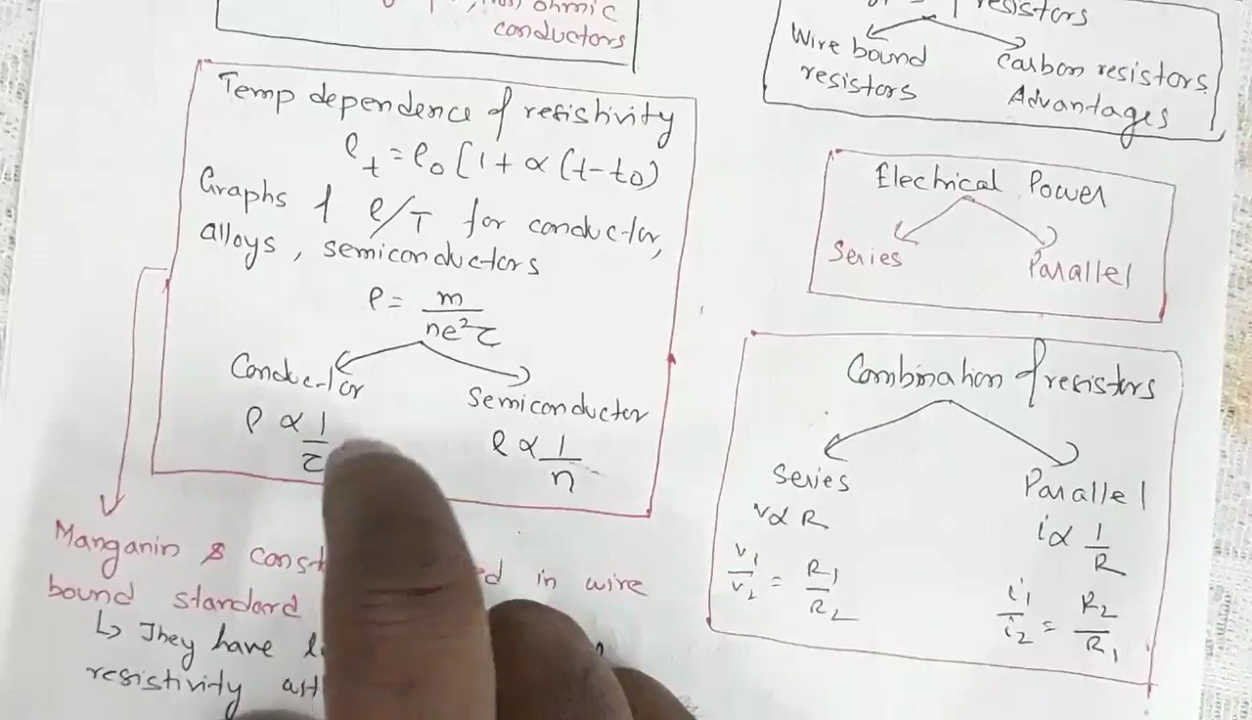 ohmic
conductors
Temp dependence of resistivity
ρt = ρ0 [1 + α (t-t0)
Graphs of ρ/T for conductor,
alloys, semiconductors
ρ = m/ne²τ
Conductor
ρ ∝ 1/τ
Semiconductor
ρ ∝ 1/n
Manganin & in wire
bound standard
↳ They have
resistivity
resistors
Wire bound
resistors
Carbon resistors
Advantages
Electrical Power
Series
Parallel
Combination of resistors
Series
V ∝ R
V1/V2 = R1/R2
Parallel
i ∝ 1/R
i1/i2 = R2/R1